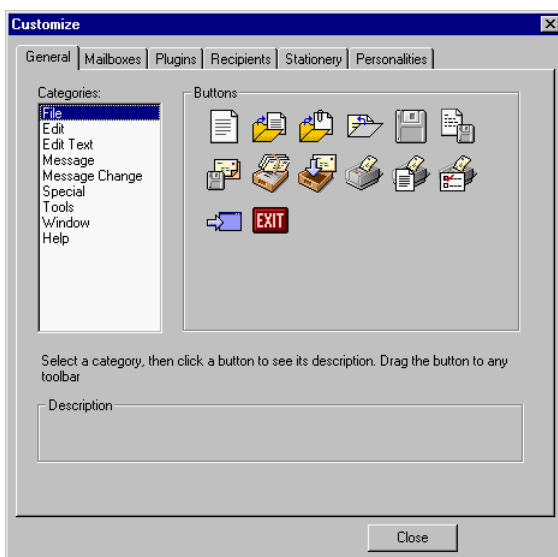 Customize
General Mailboxes Plugins Recipients Stationery Personalities
Categories:
Buttons
File
Edit
Edit Text
Message
Message Change
Special
Tools
Window
Help
EXIT
Select a category, then click a button to see its description. Drag the button to any
toolbar
Description
Close